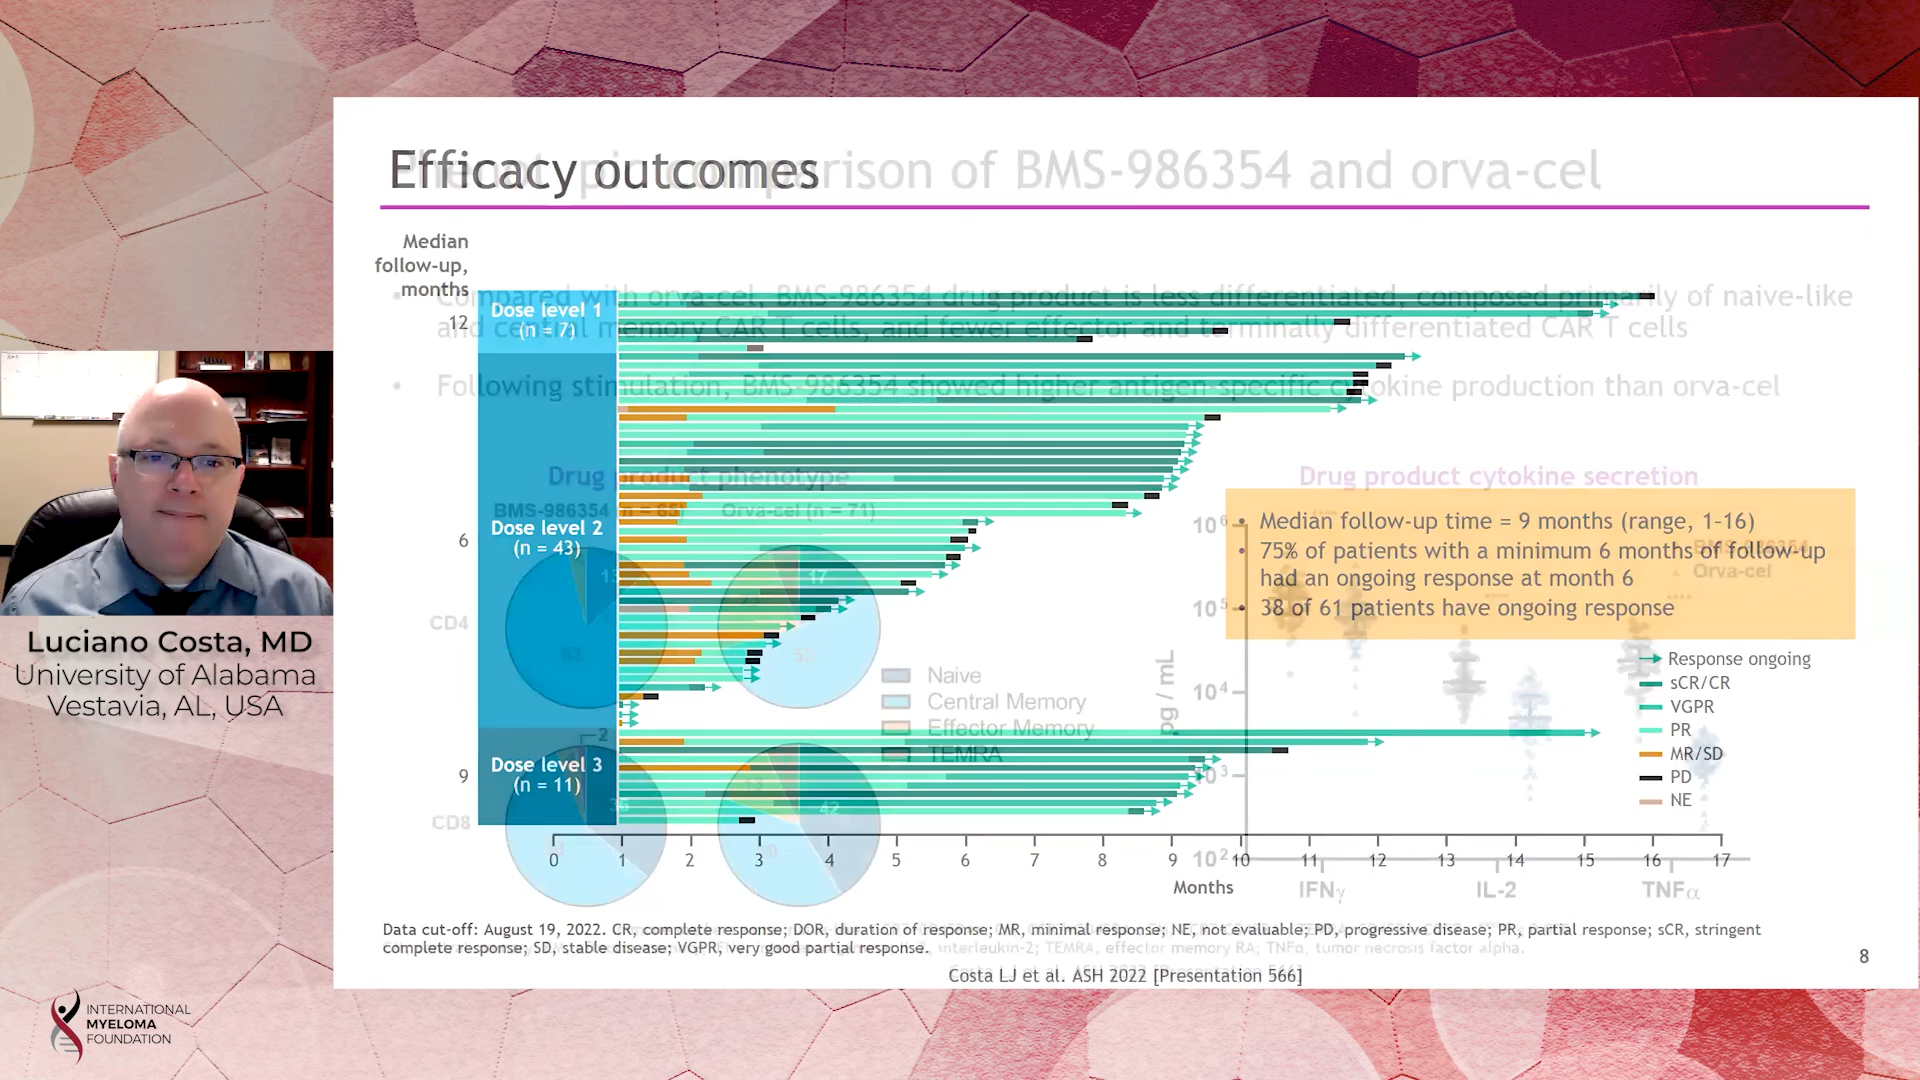 Efficacy outcomes
Phenotypic comparison of BMS-986354 and orva-cel
Median
follow-up,
months
Compared with orva-cel, BMS-986354 drug product is less differentiated, composed primarily of naive-like
and central memory CAR T cells, and fewer effector and terminally differentiated CAR T cells
Following stimulation, BMS-986354 showed higher antigen-specific cytokine production than orva-cel
Dose level 1
(n = 7)
12
Drug product phenotype
Drug product cytokine secretion
BMS-986354 (n = 65)
Orva-cel (n = 71)
Dose level 2
(n = 43)
6
• Median follow-up time = 9 months (range, 1–16)
• 75% of patients with a minimum 6 months of follow-up
had an ongoing response at month 6
• 38 of 61 patients have ongoing response
BMS-986354
Orva-cel
10⁶
10⁵
10⁴
10³
10²
pg / mL
CD4
17
63
Naive
Central Memory
Effector Memory
TEMRA
Response ongoing
sCR/CR
VGPR
PR
MR/SD
PD
NE
2
Dose level 3
(n = 11)
9
42
CD8
0 1 2 3 4 5 6 7 8 9 10 11 12 13 14 15 16 17
Months
IFNγ IL-2 TNFα
Data cut-off: August 19, 2022. CR, complete response; DOR, duration of response; MR, minimal response; NE, not evaluable; PD, progressive disease; PR, partial response; sCR, stringent
complete response; SD, stable disease; VGPR, very good partial response.
interleukin-2; TEMRA, effector memory RA; TNFα, tumor necrosis factor alpha.
Costa LJ et al. ASH 2022 [Presentation 566]
8
Luciano Costa, MD
University of Alabama
Vestavia, AL, USA
INTERNATIONAL
MYELOMA
FOUNDATION